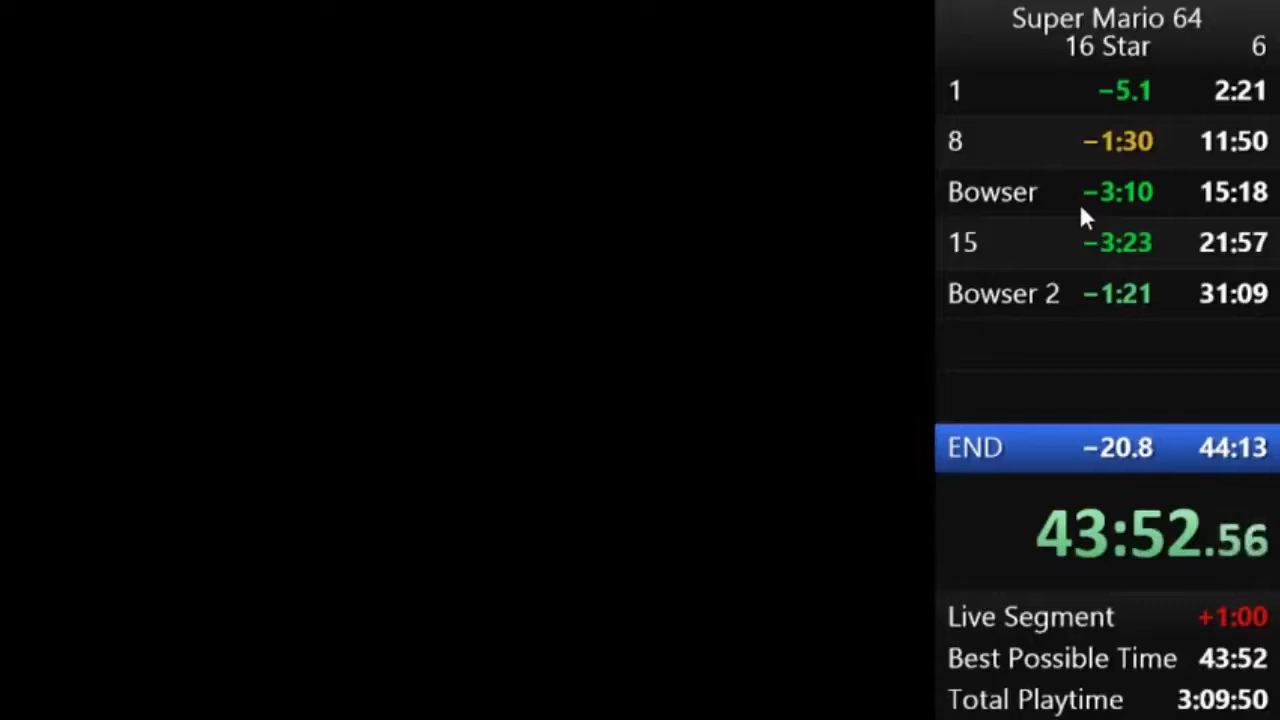 Super Mario 64
16 Star 6
1 −5.1 2:21
8 −1:30 11:50
Bowser −3:10 15:18
15 −3:23 21:57
Bowser 2 −1:21 31:09
END −20.8 44:13
43:52.56
Live Segment +1:00
Best Possible Time 43:52
Total Playtime 3:09:50